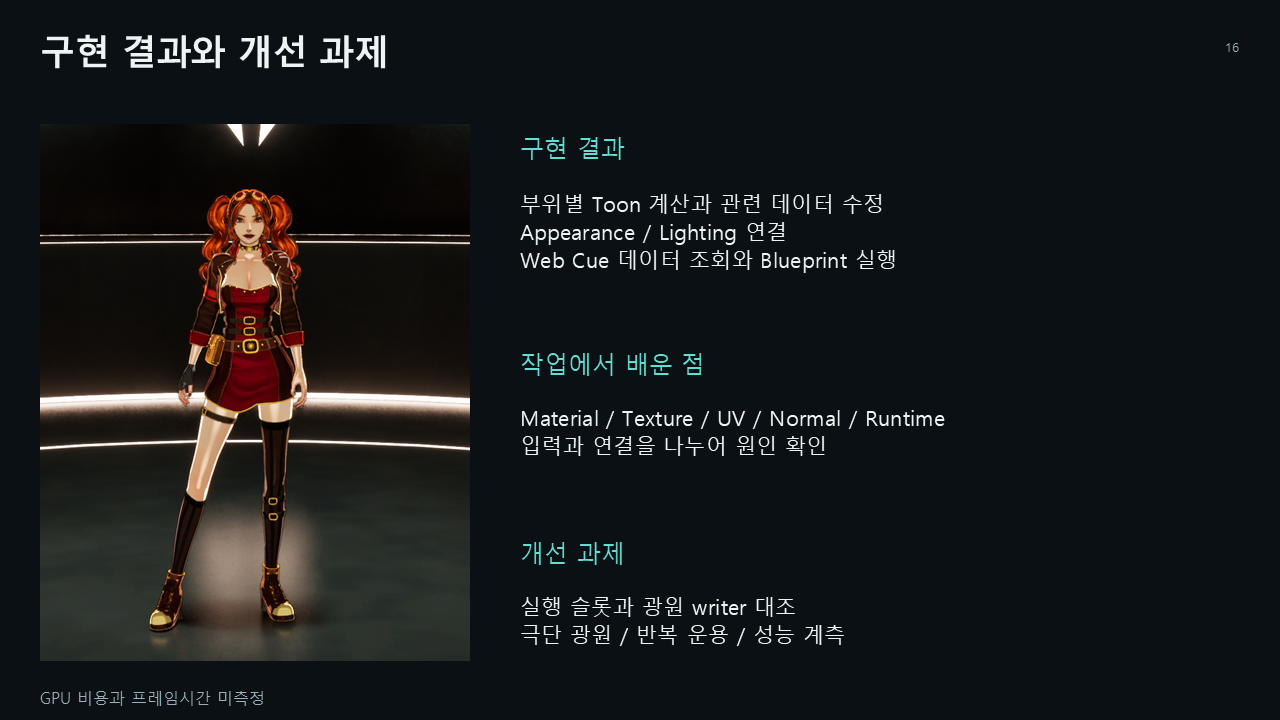 구현 결과와 개선 과제
16
구현 결과
부위별 Toon 계산과 관련 데이터 수정
Appearance / Lighting 연결
Web Cue 데이터 조회와 Blueprint 실행
작업에서 배운 점
Material / Texture / UV / Normal / Runtime
입력과 연결을 나누어 원인 확인
개선 과제
실행 슬롯과 광원 writer 대조
극단 광원 / 반복 운용 / 성능 계측
GPU 비용과 프레임시간 미측정